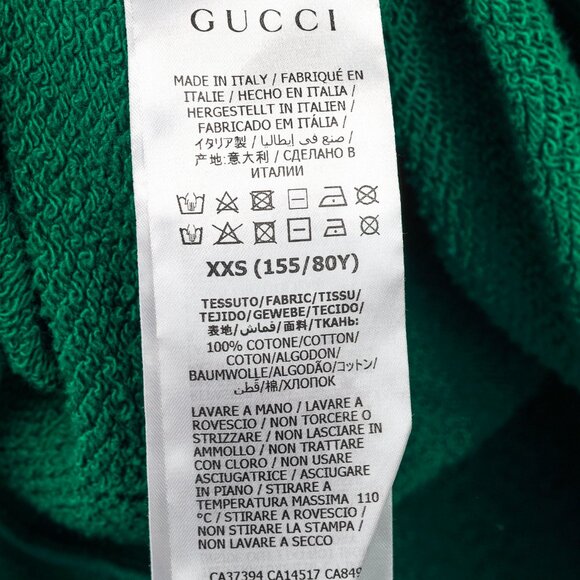 GUCCI
MADE IN ITALY / FABRIQUÉ EN
ITALIE / HECHO EN ITALIA /
HERGESTELLT IN ITALIEN /
FABRICADO EM ITÁLIA /
イタリア製 / صنع في إيطاليا /
产地:意大利 / СДЕЛАНО В
ИТАЛИИ
XXS (155/80Y)
TESSUTO/FABRIC/TISSU/
TEJIDO/GEWEBE/TECIDO/
表地/قماش/面料/ТКАНЬ:
100% COTONE/COTTON/
COTON/ALGODON/
BAUMWOLLE/ALGODÃO/コットン/
قطن/棉/ХЛОПОК
LAVARE A MANO / LAVARE A
ROVESCIO / NON TORCERE O
STRIZZARE / NON LASCIARE IN
AMMOLLO / NON TRATTARE
CON CLORO / NON USARE
ASCIUGATRICE / ASCIUGARE
IN PIANO / STIRARE A
TEMPERATURA MASSIMA 110
°C / STIRARE A ROVESCIO /
NON STIRARE LA STAMPA /
NON LAVARE A SECCO
CA37394 CA14517 CA849